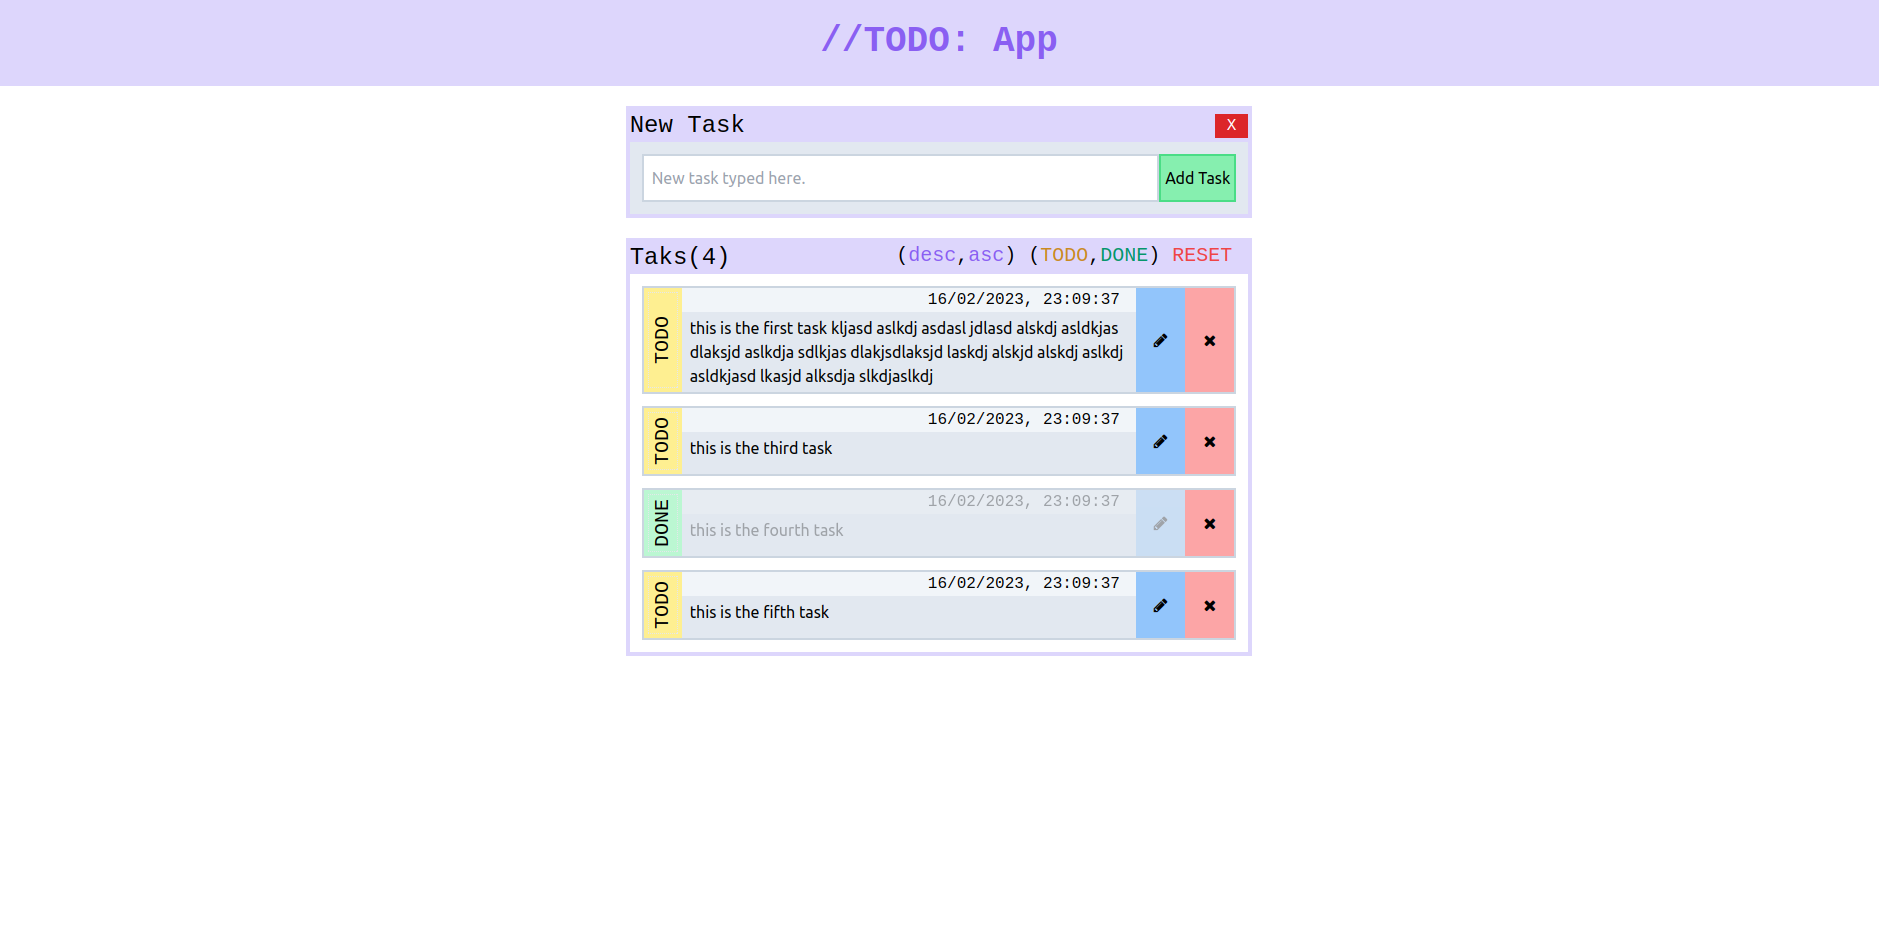 //TODO: App
New Task
X
New task typed here.
Add Task
Taks(4)
(desc,asc) (TODO,DONE) RESET
TODO
16/02/2023, 23:09:37
this is the first task kljasd aslkdj asdasl jdlasd alskdj asldkjas
dlaksjd aslkdja sdlkjas dlakjsdlaksjd laskdj alskjd alskdj aslkdj
asldkjasd lkasjd alksdja slkdjaslkdj
TODO
16/02/2023, 23:09:37
this is the third task
DONE
16/02/2023, 23:09:37
this is the fourth task
TODO
16/02/2023, 23:09:37
this is the fifth task